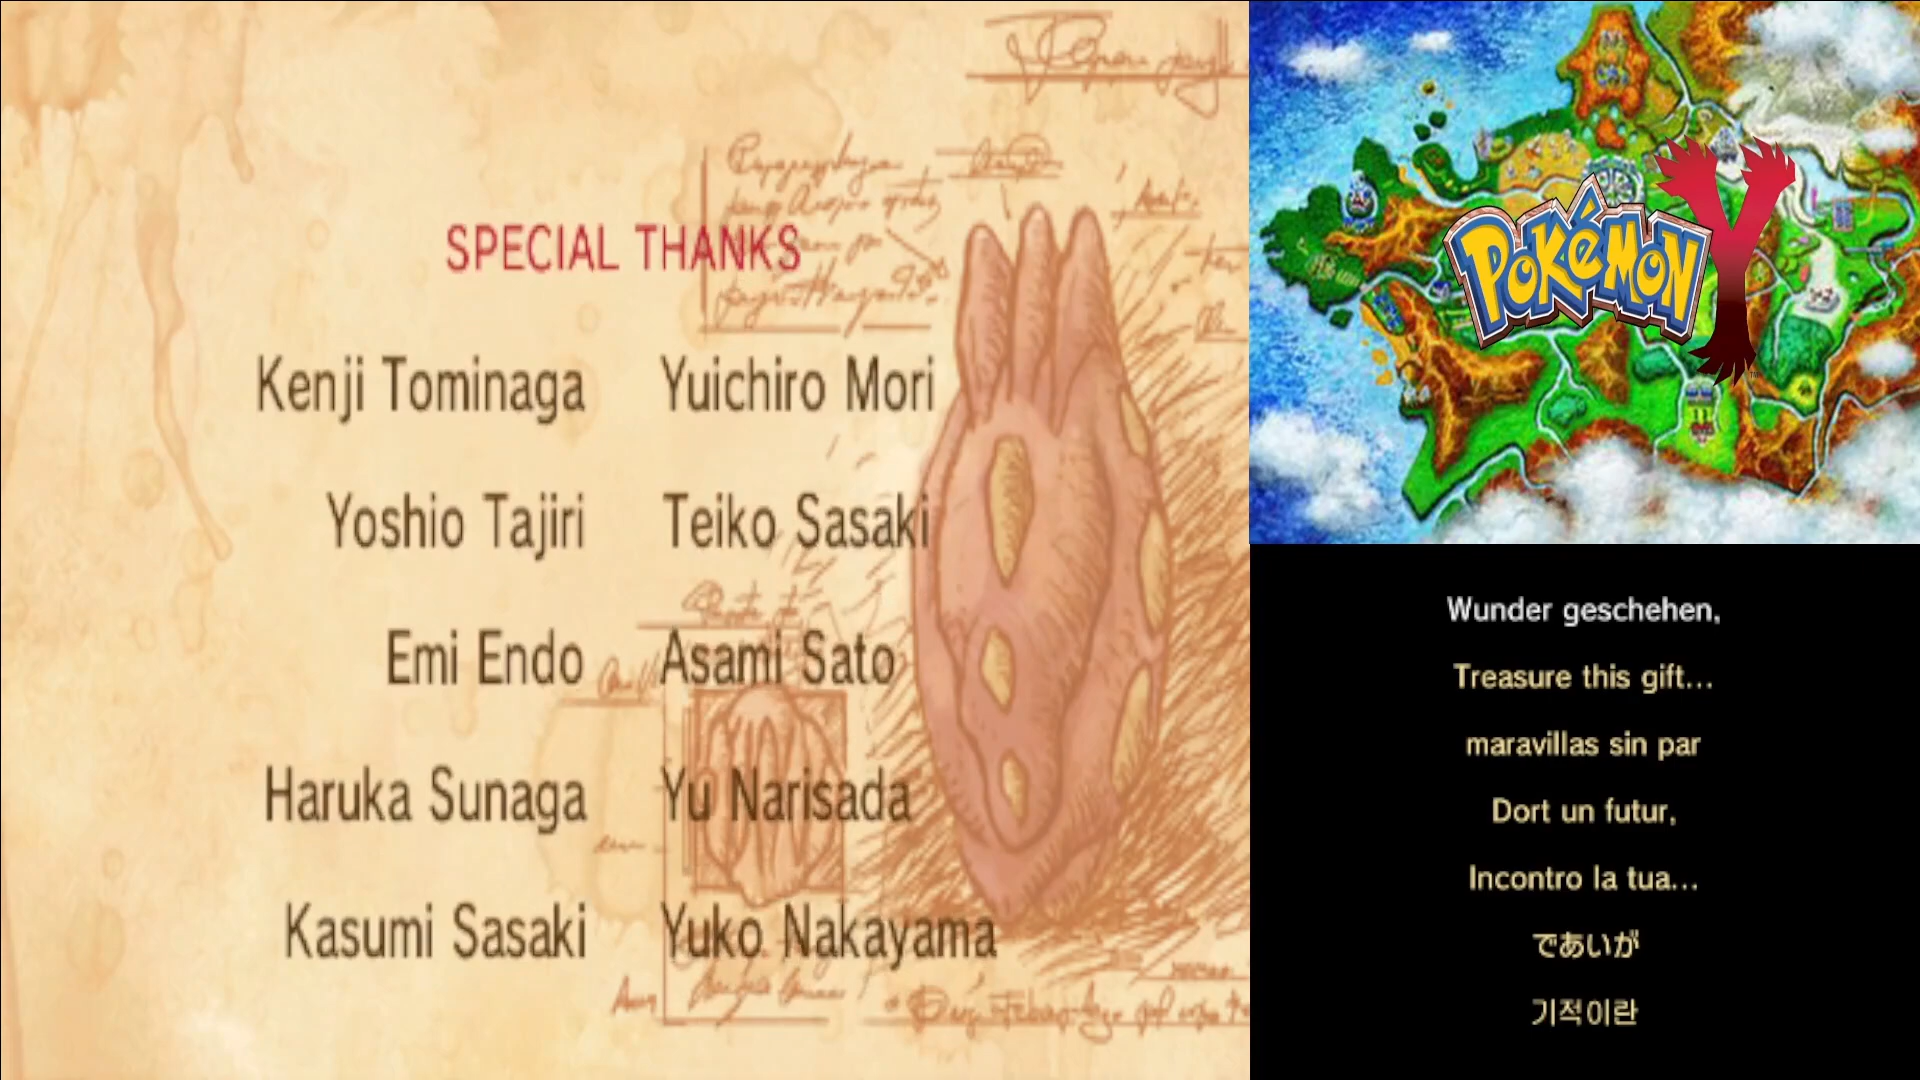 SPECIAL THANKS
Kenji Tominaga Yuichiro Mori
Yoshio Tajiri Teiko Sasaki
Emi Endo Asami Sato
Haruka Sunaga Yu Narisada
Kasumi Sasaki Yuko Nakayama
POKéMON Y
Wunder geschehen,
Treasure this gift...
maravillas sin par
Dort un futur,
Incontro la tua...
であいが
기적이란